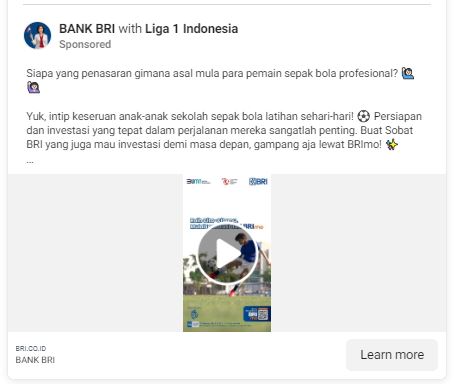 BANK BRI with Liga 1 Indonesia
Sponsored
Siapa yang penasaran gimana asal mula para pemain sepak bola profesional? 🙋🏻
🙋🏻‍♀️
Yuk, intip keseruan anak-anak sekolah sepak bola latihan sehari-hari! ⚽ Persiapan
dan investasi yang tepat dalam perjalanan mereka sangatlah penting. Buat Sobat
BRI yang juga mau investasi demi masa depan, gampang aja lewat BRImo! ✨
...
BRI
BRI.CO.ID
BANK BRI
Learn more